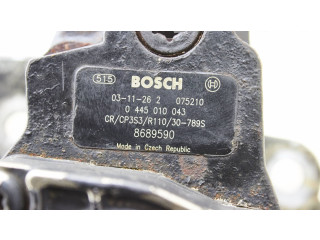 515 BOSCH
03-11-26 2 075210
0 445 010 043
CR/CP3S3/R110/30-789S
8689590
Made in Czech Republic